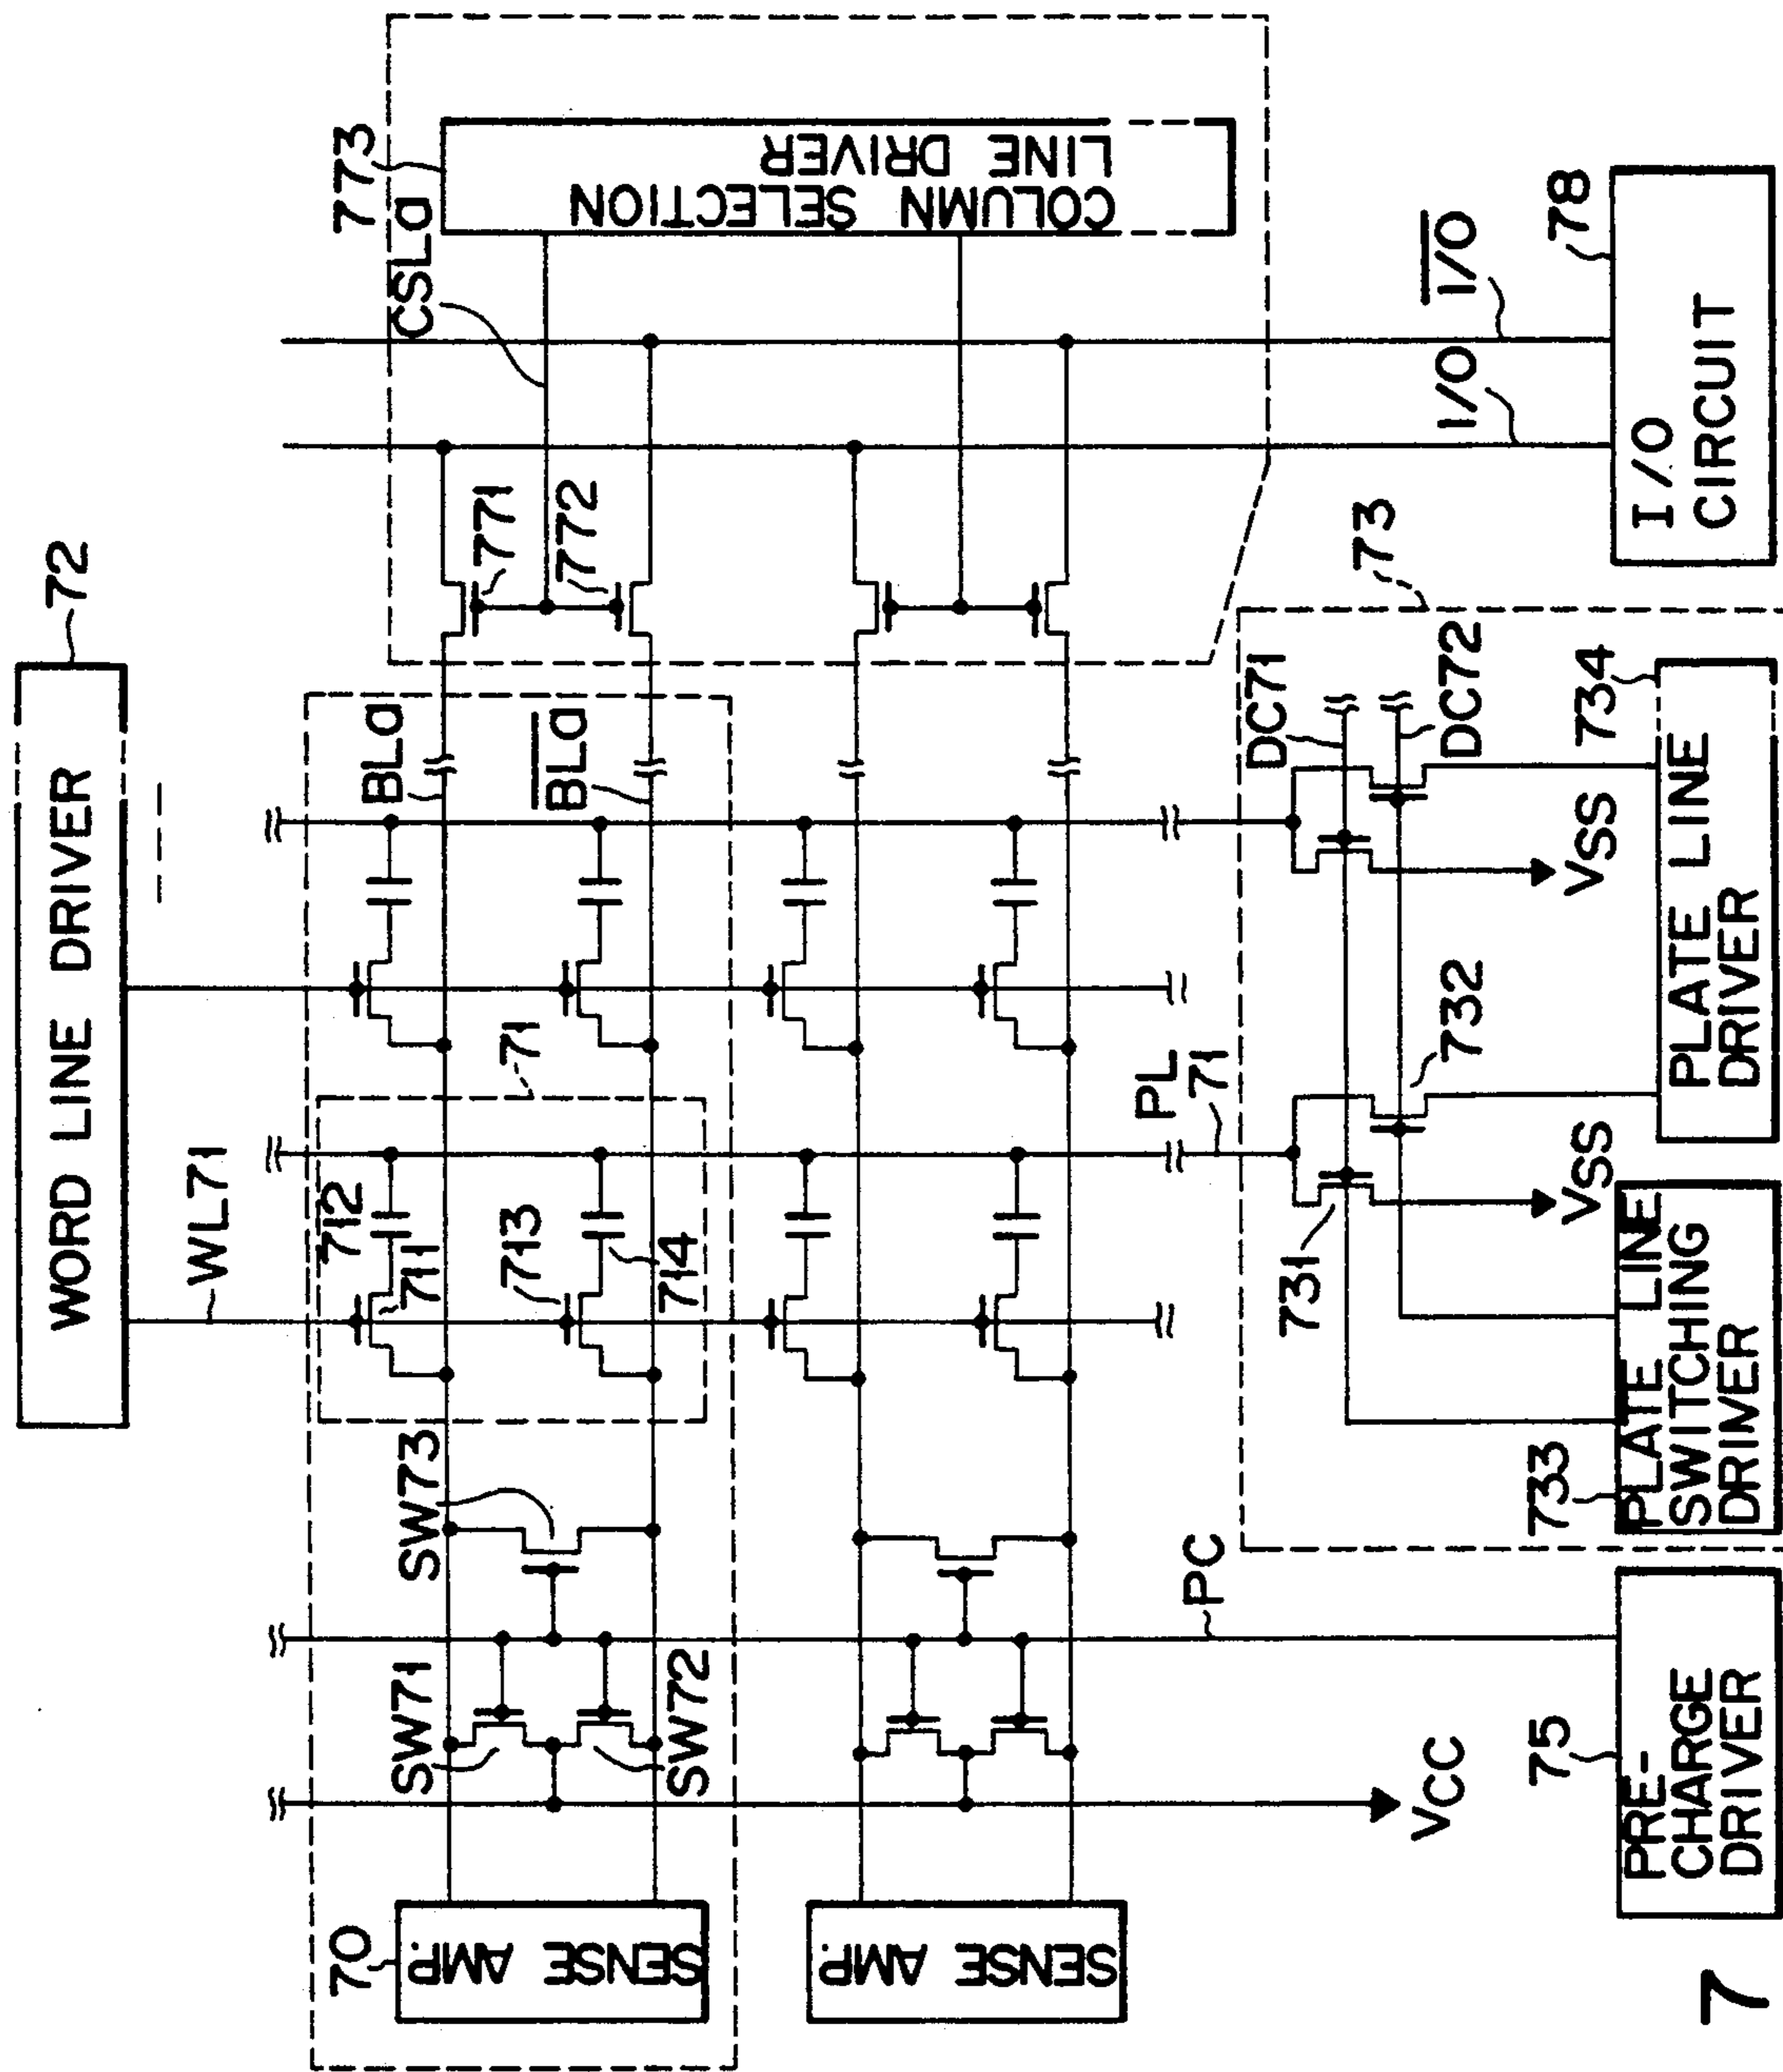 72
WORD LINE DRIVER
WL71
773
COLUMN SELECTION
LINE DRIVER
CSLa
771
772
BLa
BLa
71
712
711
713
714
SW73
SW71
SW72
70
SENSE AMP.
SENSE AMP.
I/O
I/O
78
I/O
CIRCUIT
73
DC71
DC72
734
VSS
PLATE LINE
DRIVER
732
PL
71
VSS
731
733
PLATE LINE
SWITCHING
DRIVER
PC
VCC
75
PRE-
CHARGE
DRIVER
7